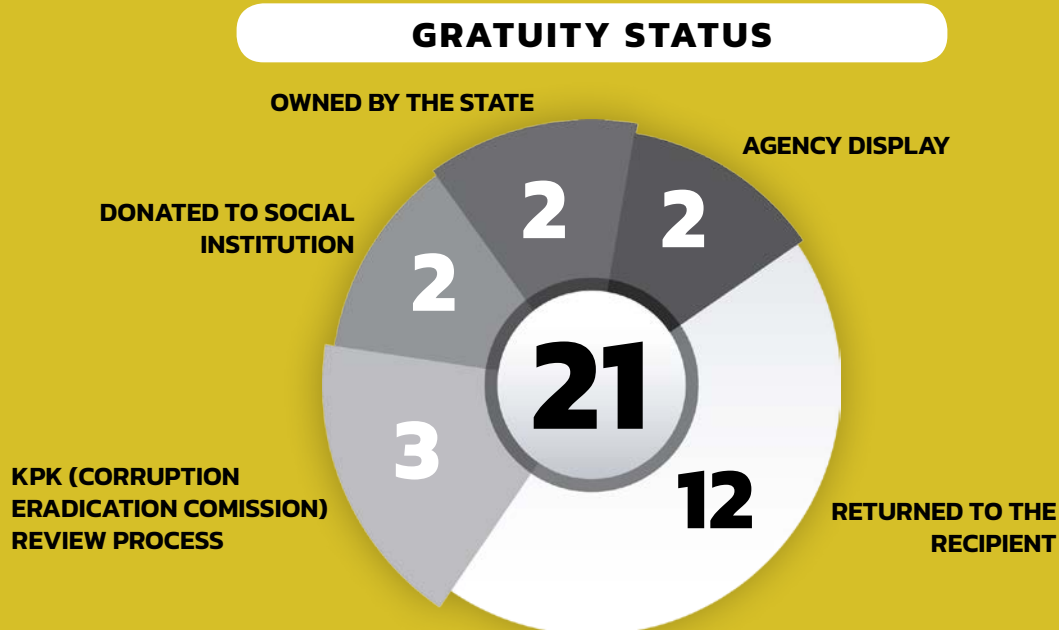 GRATUITY STATUS
OWNED BY THE STATE
AGENCY DISPLAY
DONATED TO SOCIAL
INSTITUTION
2
2
2
21
3
12
KPK (CORRUPTION
ERADICATION COMISSION)
REVIEW PROCESS
RETURNED TO THE
RECIPIENT